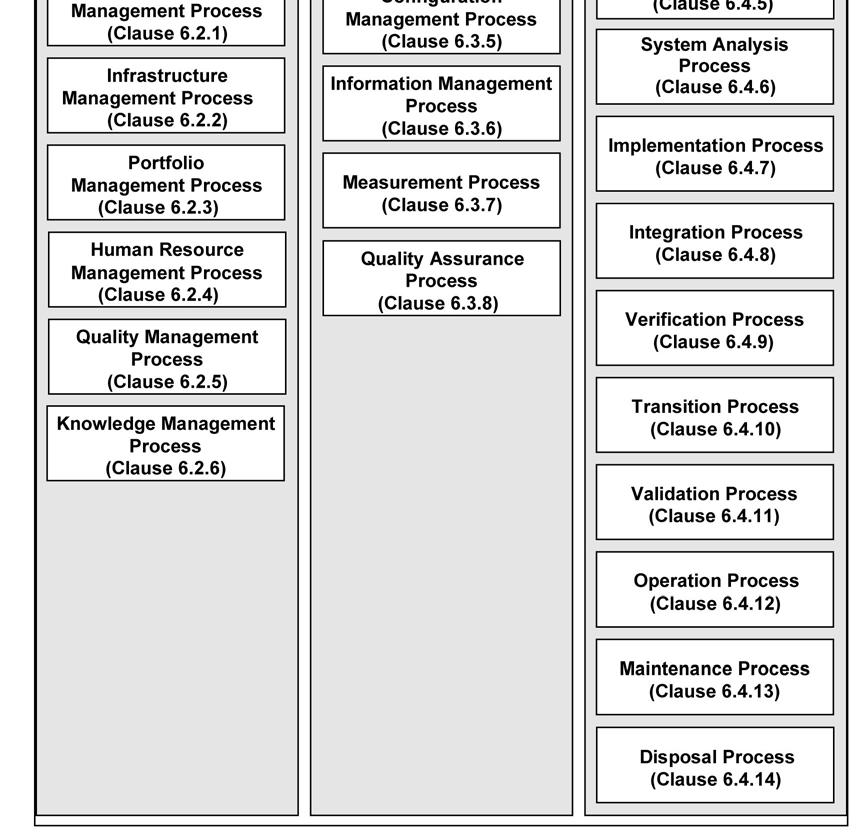 Management Process
(Clause 6.2.1)
Infrastructure
Management Process
(Clause 6.2.2)
Portfolio
Management Process
(Clause 6.2.3)
Human Resource
Management Process
(Clause 6.2.4)
Quality Management
Process
(Clause 6.2.5)
Knowledge Management
Process
(Clause 6.2.6)
Configuration
Management Process
(Clause 6.3.5)
Information Management
Process
(Clause 6.3.6)
Measurement Process
(Clause 6.3.7)
Quality Assurance
Process
(Clause 6.3.8)
(Clause 6.4.5)
System Analysis
Process
(Clause 6.4.6)
Implementation Process
(Clause 6.4.7)
Integration Process
(Clause 6.4.8)
Verification Process
(Clause 6.4.9)
Transition Process
(Clause 6.4.10)
Validation Process
(Clause 6.4.11)
Operation Process
(Clause 6.4.12)
Maintenance Process
(Clause 6.4.13)
Disposal Process
(Clause 6.4.14)